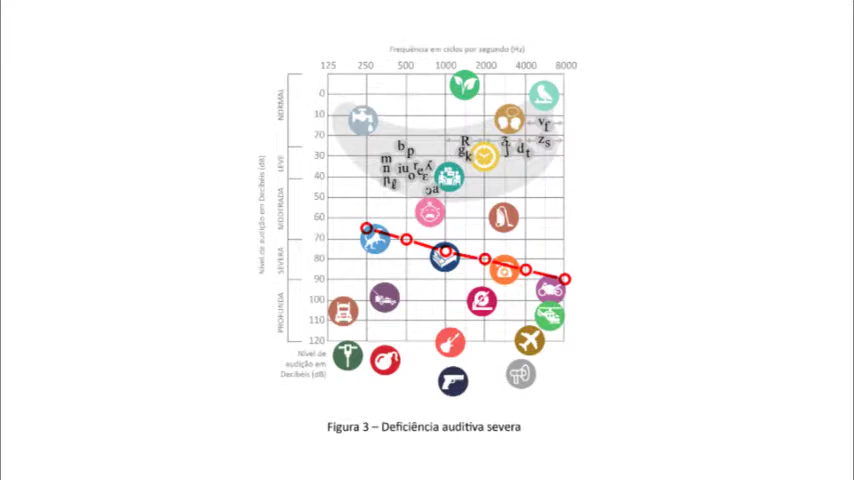 Frequência em ciclos por segundo (Hz)
125 250 500 1000 2000 4000 8000
Nível de audição em Decibéis (dB)
NORMAL
LEVE
MODERADA
SEVERA
PROFUNDA
0
10
20
30
40
50
60
70
80
90
100
110
120
v f
R z s
b p g k d t
m
n i u r
o
ɔ a
Nível de
audição em
Decibéis (dB)
Figura 3 – Deficiência auditiva severa